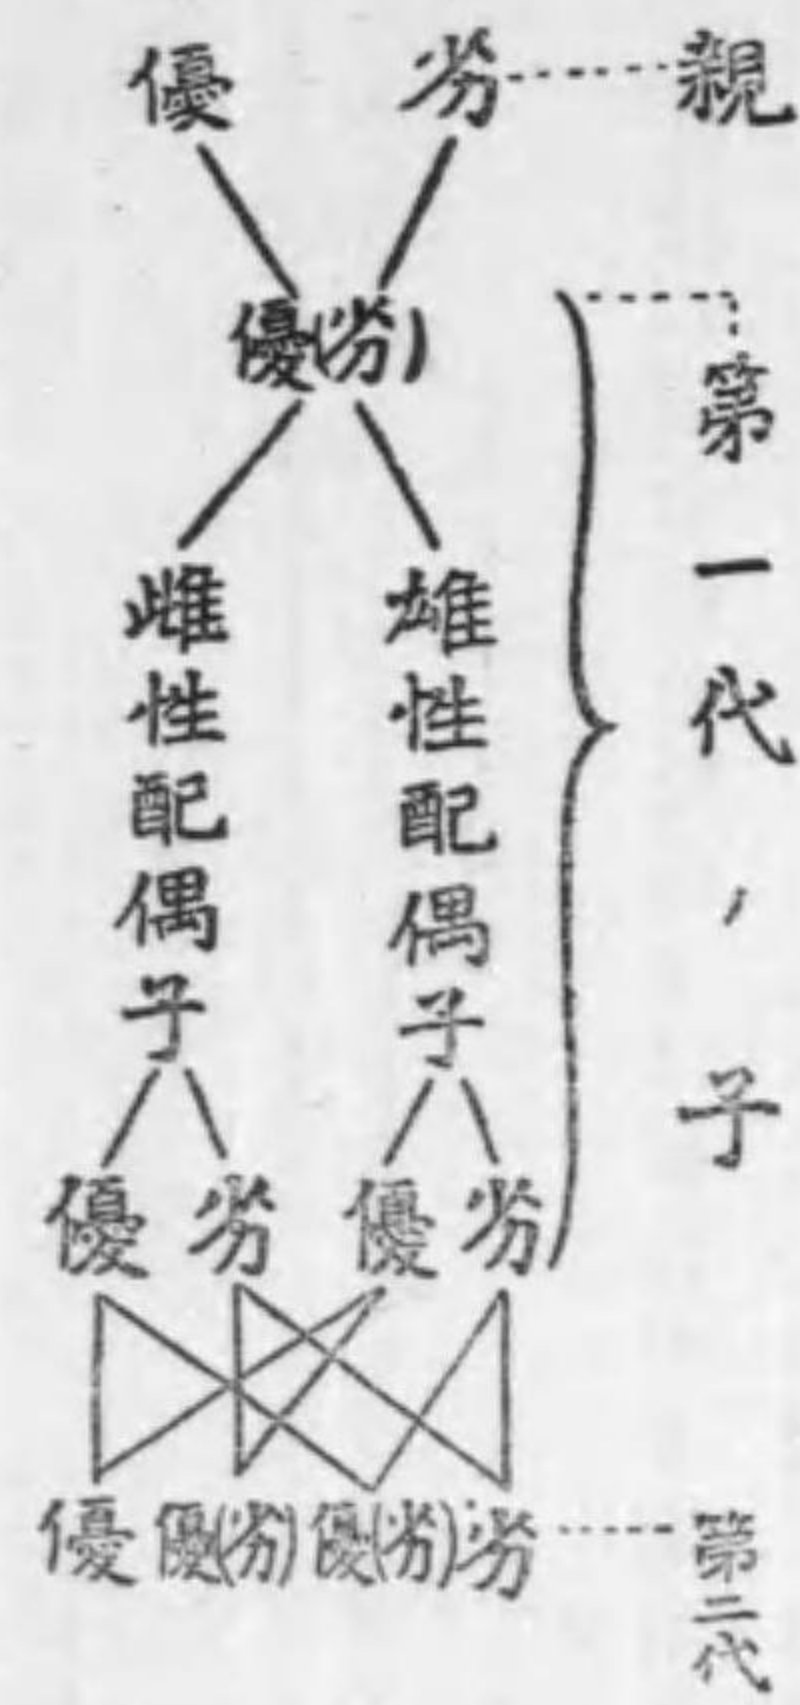 優 劣 親
優(劣)
第一代ノ子
雌性配偶子 雄性配偶子
優 劣 優 劣
優 優(劣) 優(劣) 劣 第二代